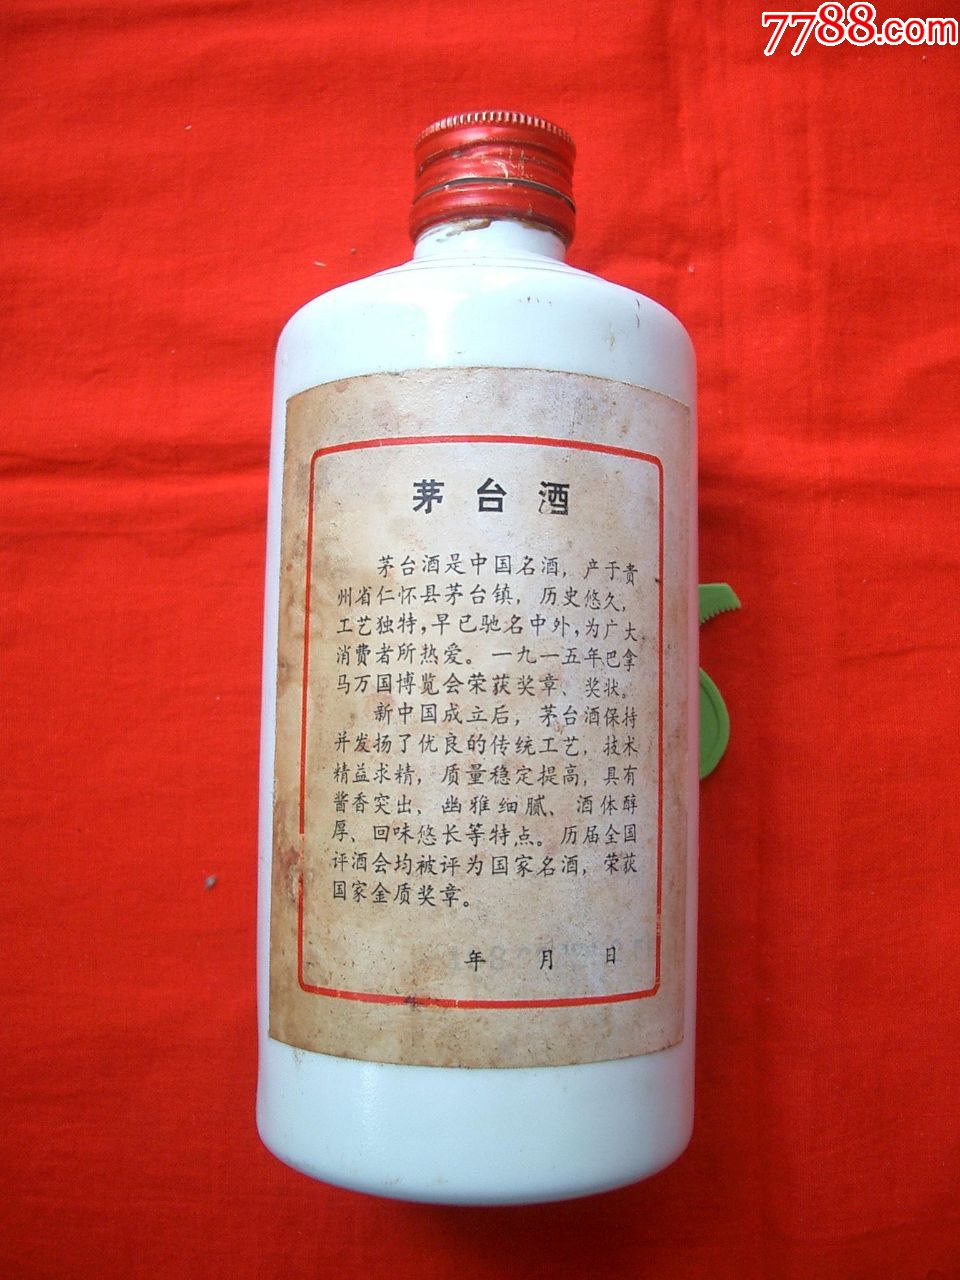 7788.com
茅台酒
茅台酒是中国名酒，产于贵
州省仁怀县茅台镇，历史悠久，
工艺独特，早已驰名中外，为广大
消费者所热爱。一九一五年巴拿
马万国博览会荣获奖章、奖状。
新中国成立后，茅台酒保持
并发扬了优良的传统工艺，技术
精益求精，质量稳定提高，具有
酱香突出、幽雅细腻、酒体醇
厚、回味悠长等特点。历届全国
评酒会均被评为国家名酒，荣获
国家金质奖章。
年 月 日